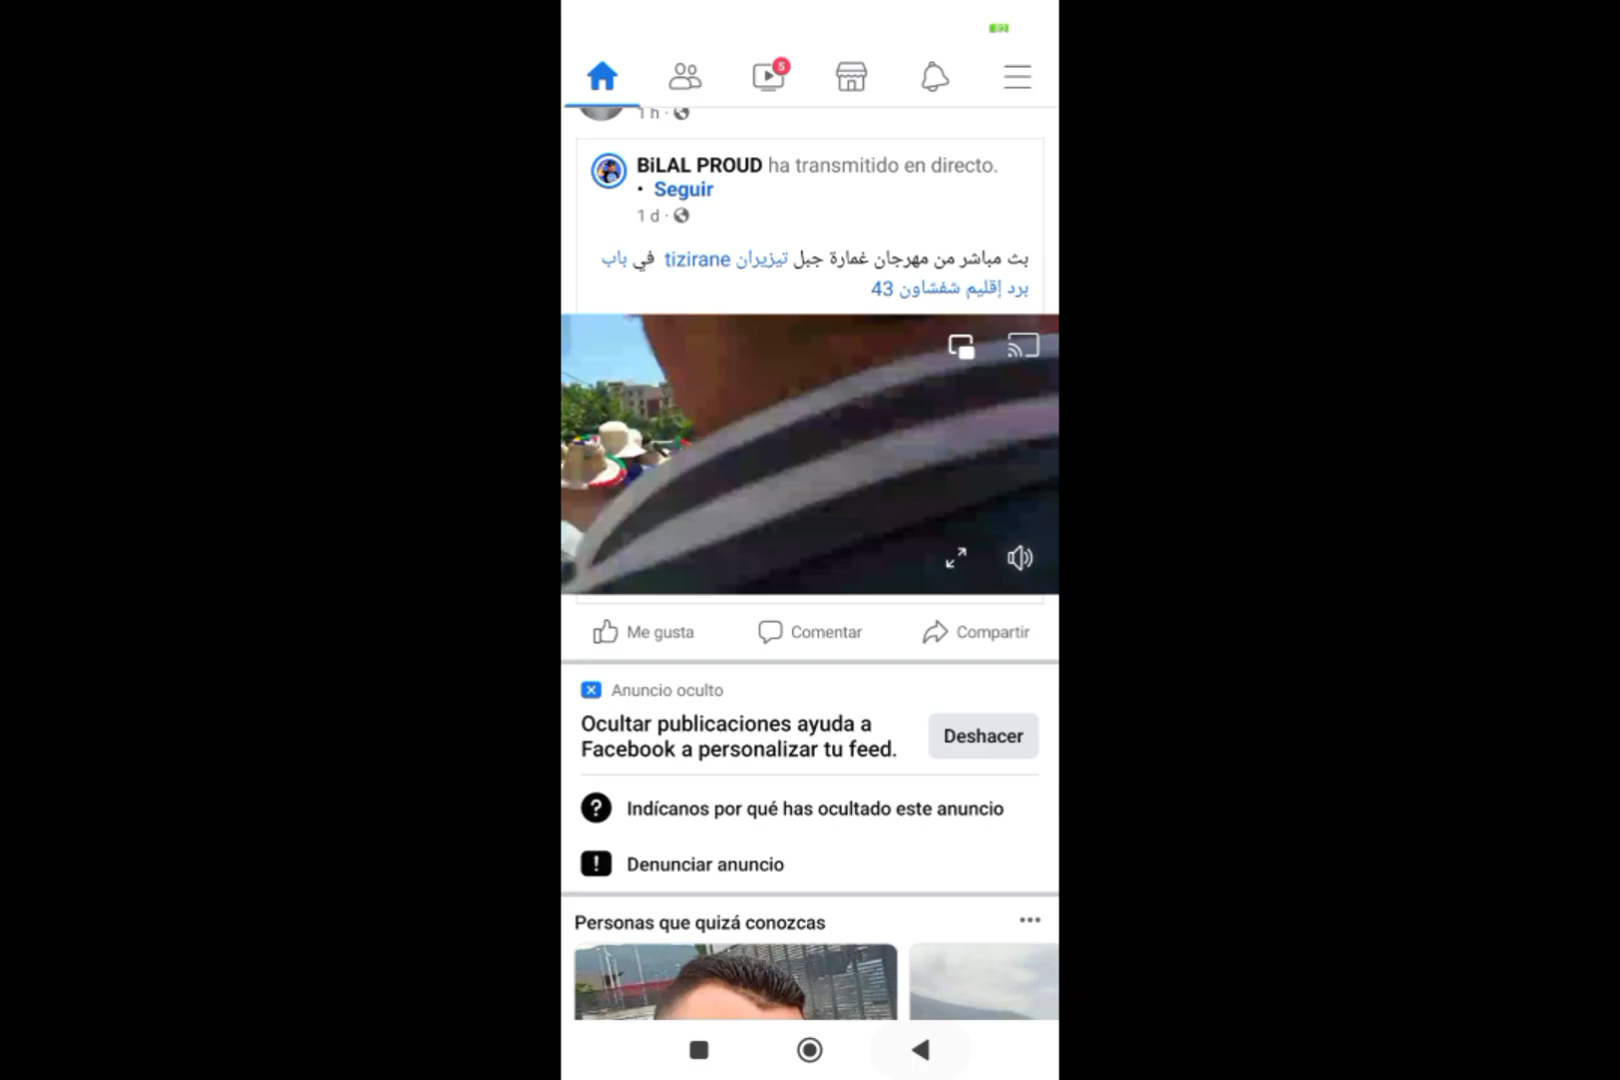 5
1 h ·
BiLAL PROUD ha transmitido en directo.
· Seguir
1 d ·
بث مباشر من مهرجان غمارة جبل تيزيران tizirane في باب
برد إقليم شفشاون 43
Me gusta
Comentar
Compartir
Anuncio oculto
Ocultar publicaciones ayuda a
Facebook a personalizar tu feed.
Deshacer
Indícanos por qué has ocultado este anuncio
Denunciar anuncio
Personas que quizá conozcas